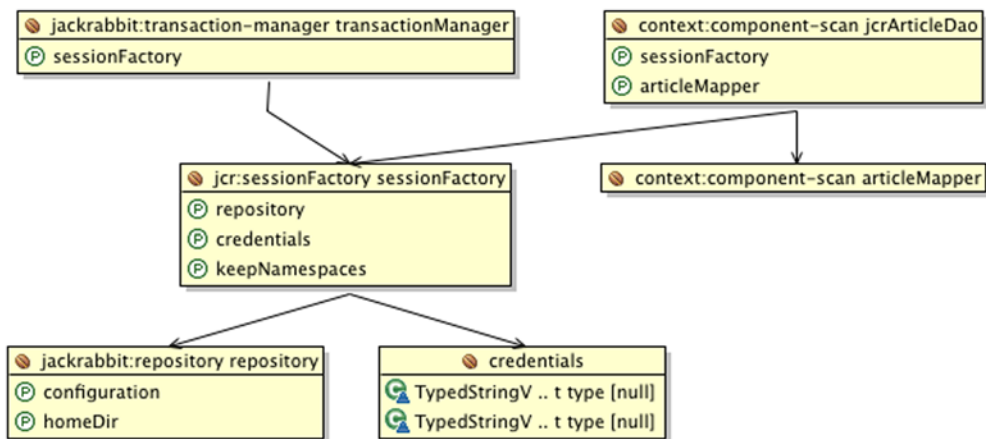 jackrabbit:transaction-manager transactionManager
sessionFactory
context:component-scan jcrArticleDao
sessionFactory
articleMapper
jcr:sessionFactory sessionFactory
repository
credentials
keepNamespaces
context:component-scan articleMapper
jackrabbit:repository repository
configuration
homeDir
credentials
TypedStringV .. t type [null]
TypedStringV .. t type [null]